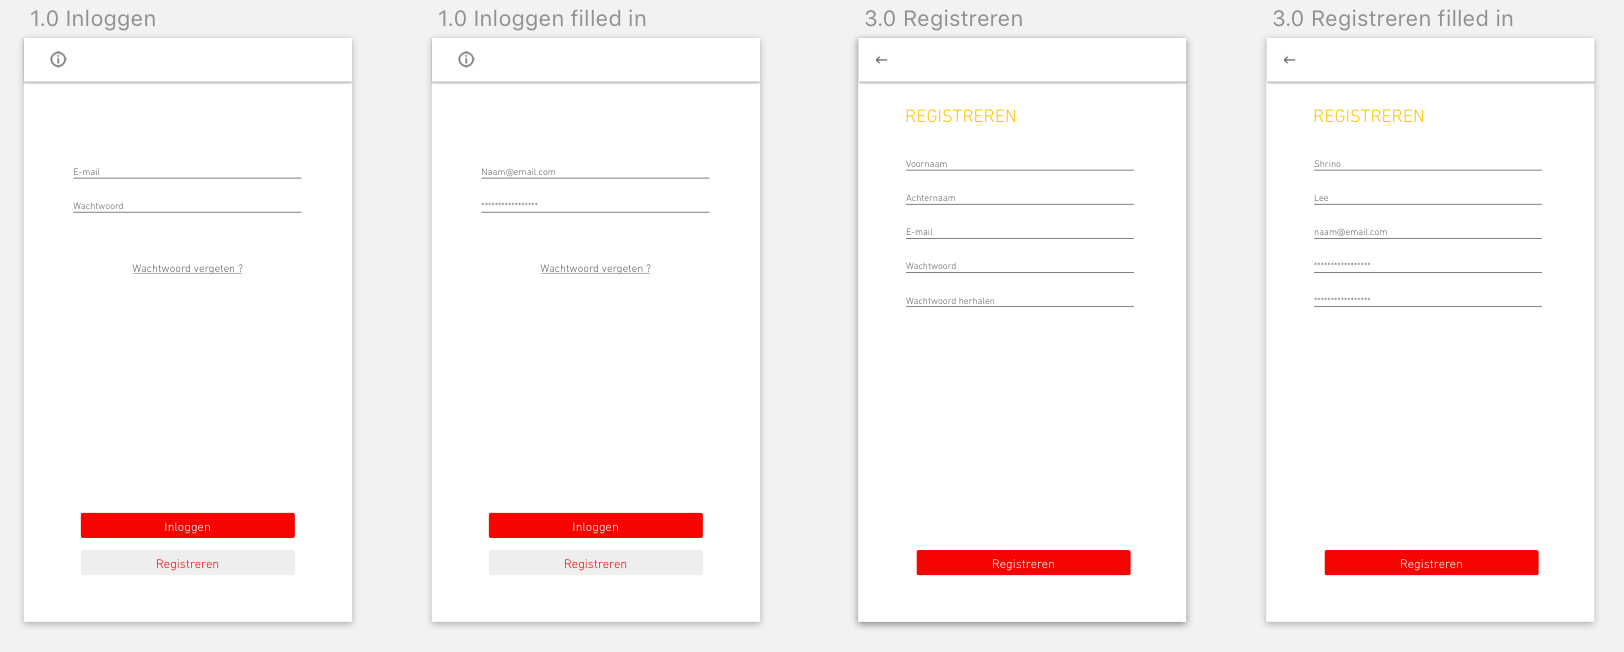 1.0 Inloggen
E-mail
Wachtwoord
Wachtwoord vergeten ?
Inloggen
Registreren
1.0 Inloggen filled in
Naam@email.com
•••••••••••••••••
Wachtwoord vergeten ?
Inloggen
Registreren
3.0 Registreren
REGISTREREN
Voornaam
Achternaam
E-mail
Wachtwoord
Wachtwoord herhalen
Registreren
3.0 Registreren filled in
REGISTREREN
Shrino
Lee
naam@email.com
•••••••••••••••••
•••••••••••••••••
Registreren